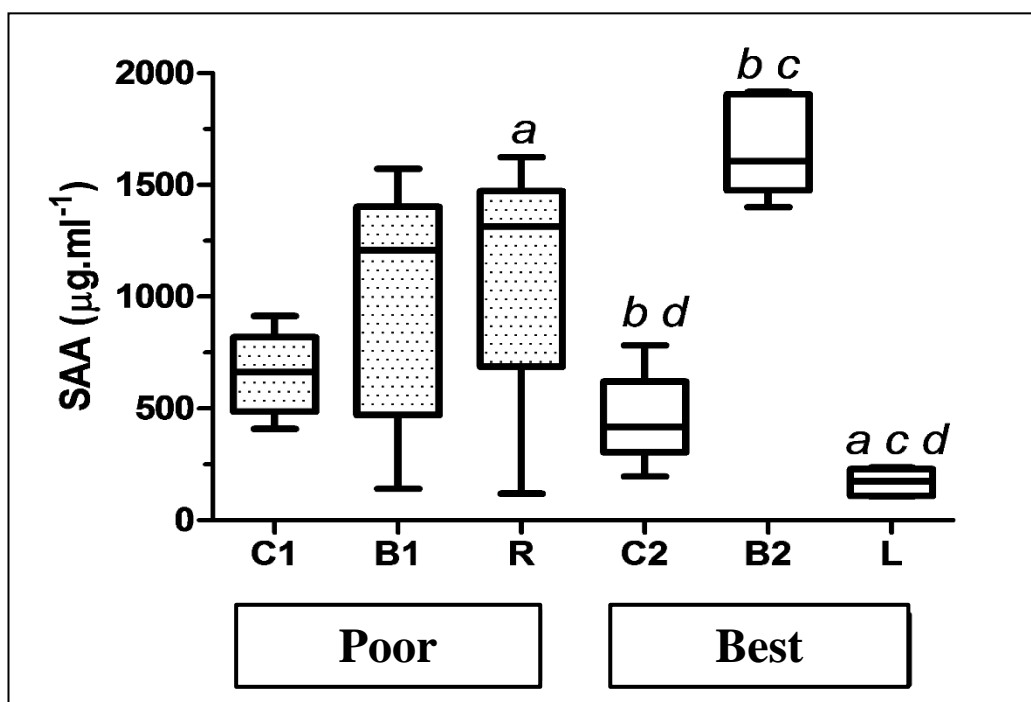 SAA (μg.ml-1)
2000
1500
1000
500
0
a
b d
b c
a c d
C1 B1 R C2 B2 L
Poor Best